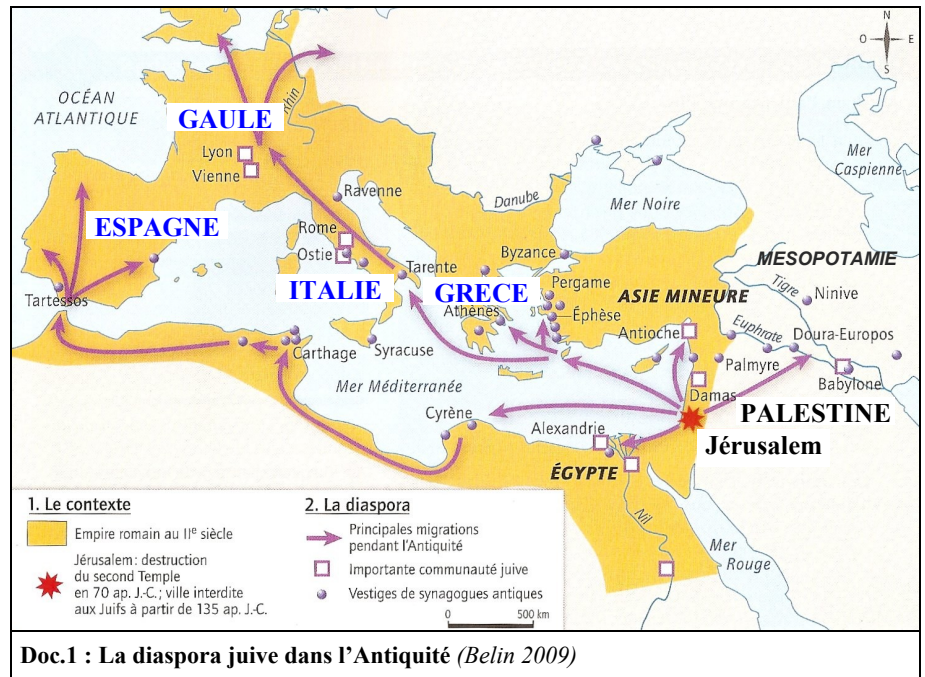 N
O
E
S
OCÉAN
ATLANTIQUE
GAULE
Rhin
Lyon
Vienne
Ravenne
Danube
Mer Noire
Mer
Caspienne
ESPAGNE
Rome
Ostie
Byzance
MESOPOTAMIE
Tartessos
ITALIE
Tarente
GRECE
Pergame
ASIE MINEURE
Tigre
Ninive
Athènes
Éphèse
Antioche
Euphrate
Doura-Europos
Carthage
Syracuse
Palmyre
Babylone
Mer Méditerranée
Damas
Cyrène
Alexandrie
PALESTINE
Jérusalem
ÉGYPTE
Nil
Mer
Rouge
1. Le contexte
Empire romain au IIe siècle
Jérusalem : destruction
du second Temple
en 70 ap. J.-C. ; ville interdite
aux Juifs à partir de 135 ap. J.-C.
2. La diaspora
Principales migrations
pendant l'Antiquité
Importante communauté juive
Vestiges de synagogues antiques
0 500 km
Doc.1 : La diaspora juive dans l'Antiquité (Belin 2009)